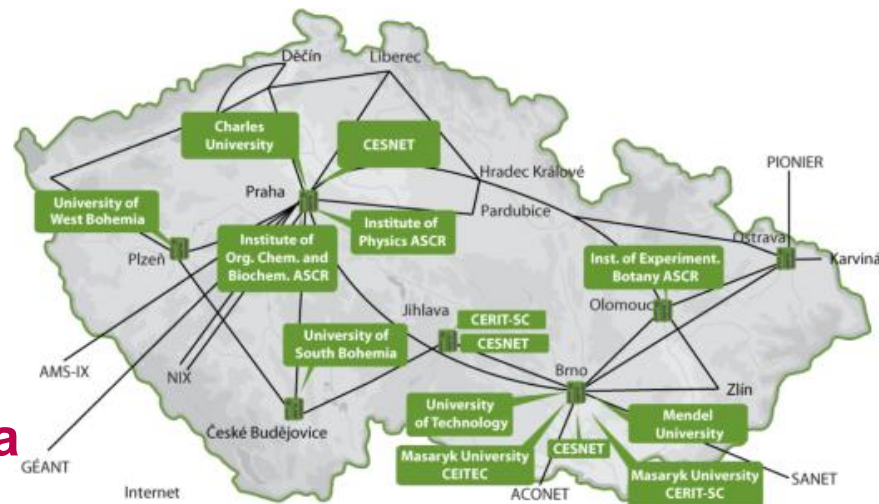 Děčín
Liberec
Charles
University
CESNET
Hradec Králové
PIONIER
Praha
University of
West Bohemia
Institute of
Physics ASCR
Pardubice
Ostrava
Karviná
Plzeň
Institute of
Org. Chem. and
Biochem. ASCR
Inst. of Experiment.
Botany ASCR
Olomouc
Jihlava
CERIT-SC
CESNET
University of
South Bohemia
AMS-IX
NIX
Brno
Zlín
České Budějovice
University
of Technology
Mendel
University
a
GÉANT
Masaryk University
CEITEC
CESNET
Masaryk University
CERIT-SC
SANET
Internet
ACONET